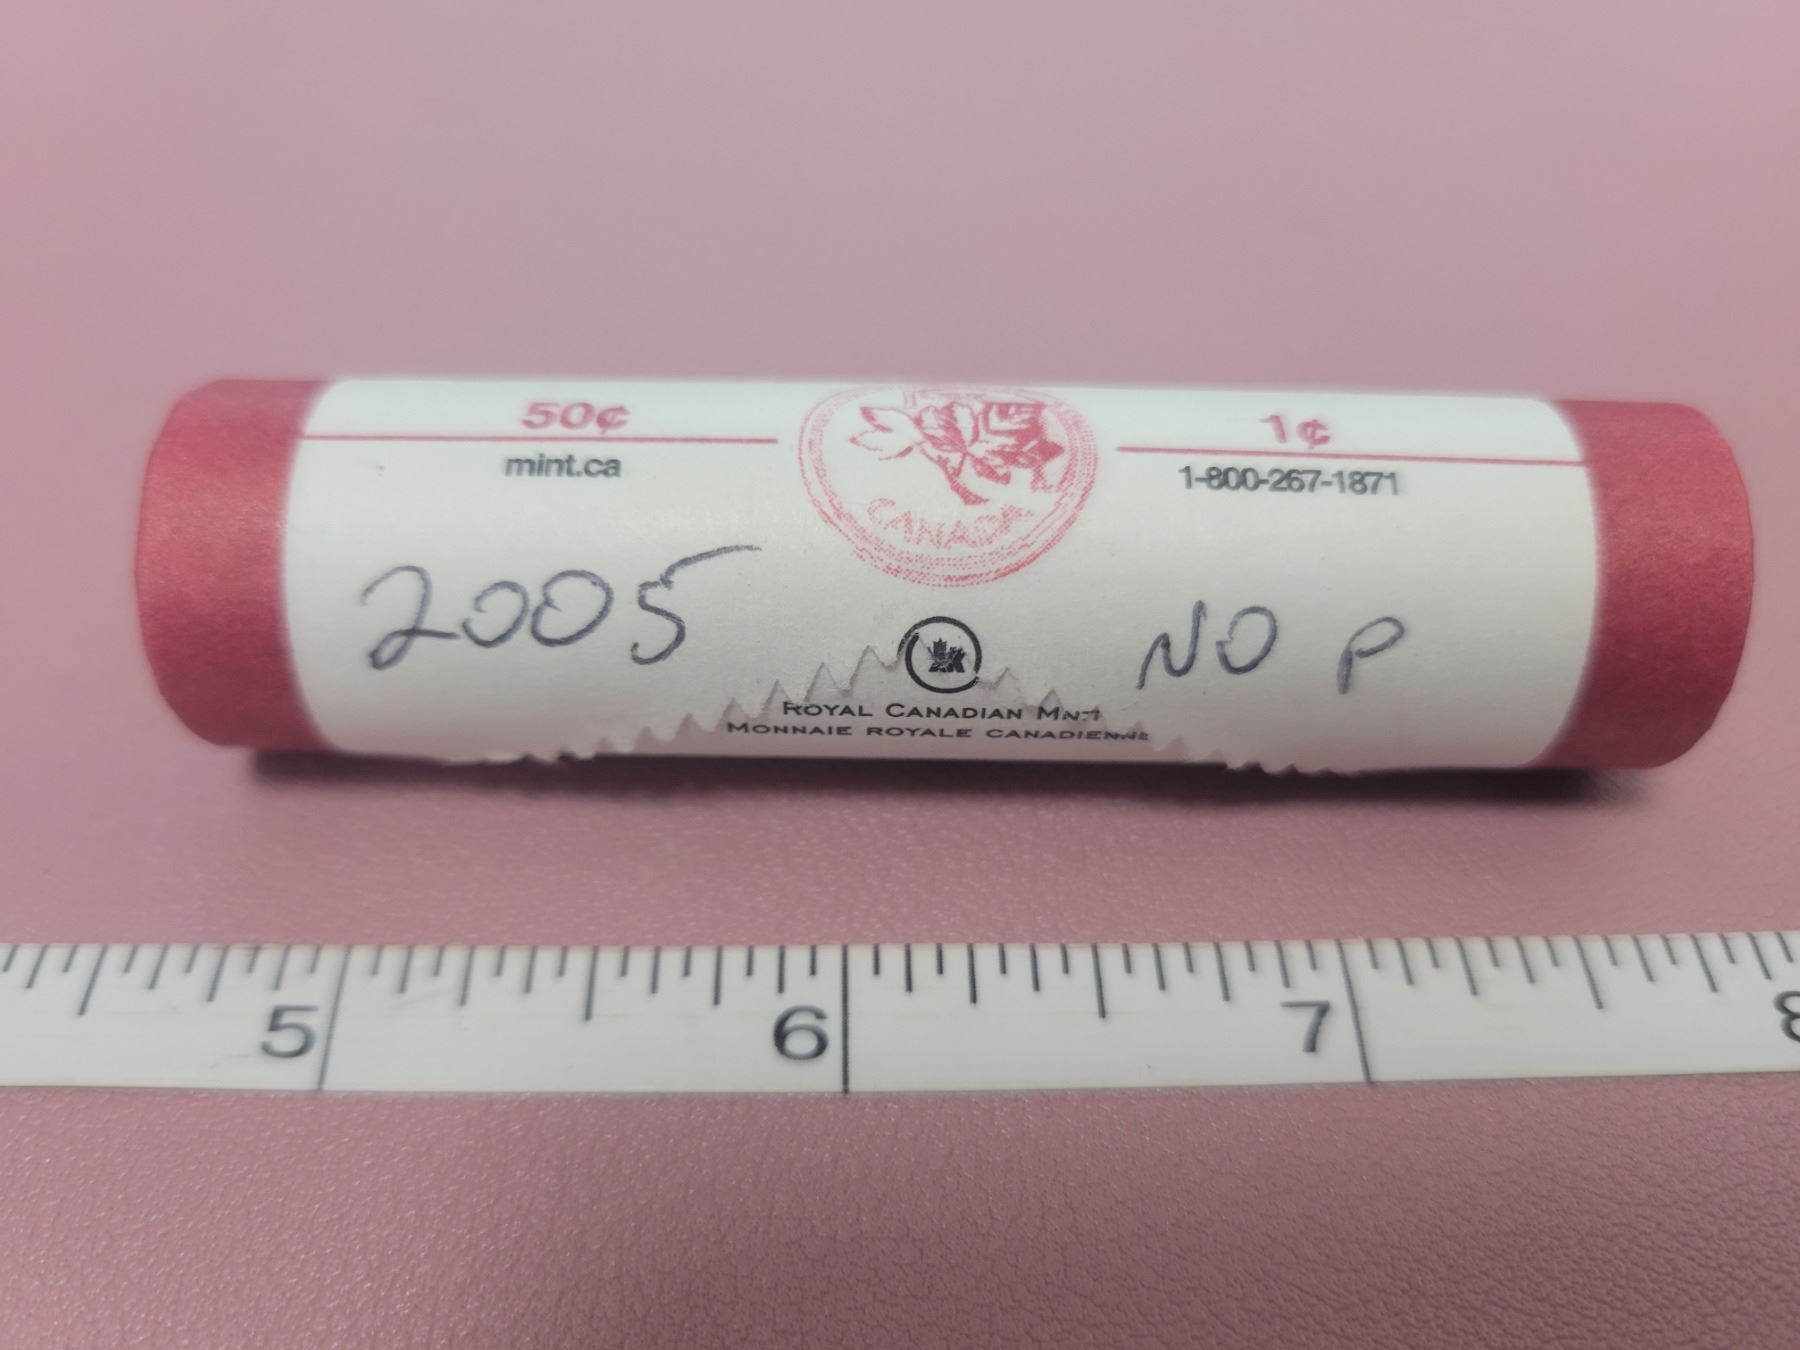 50¢
mint.ca
1¢
1-800-267-1871
CANADA
2005
NO P
ROYAL CANADIAN MINT
MONNAIE ROYALE CANADIENNE
5
6
7
8